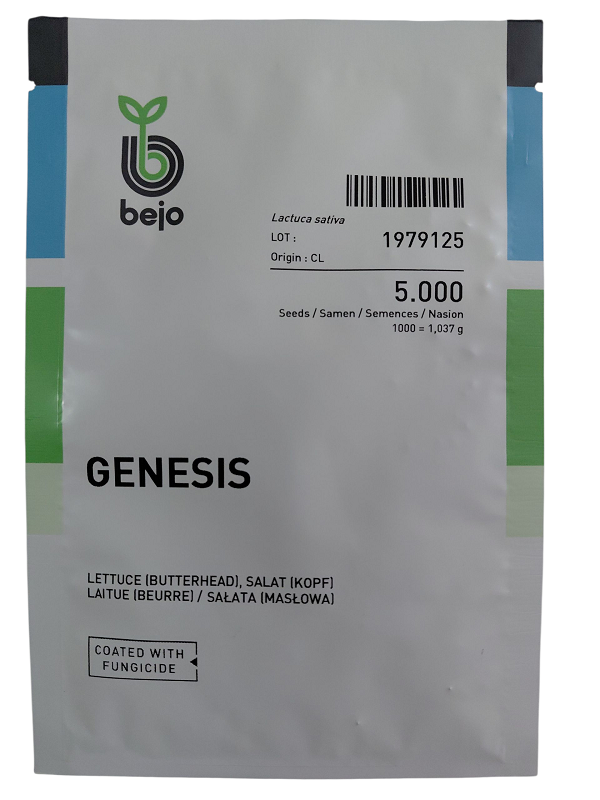 bejo
Lactuca sativa
LOT : 1979125
Origin : CL
5.000
Seeds / Samen / Semences / Nasion
1000 = 1,037 g
GENESIS
LETTUCE (BUTTERHEAD), SALAT (KOPF)
LAITUE (BEURRE) / SAŁATA (MASŁOWA)
COATED WITH
FUNGICIDE